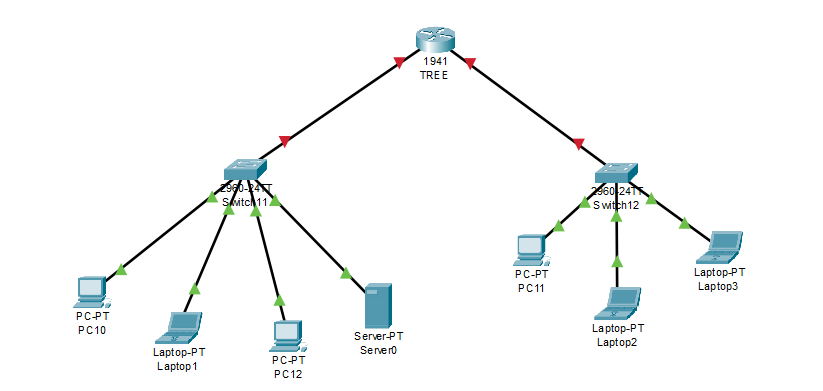 1941
TREE
2960-24TT
Switch11
2960-24TT
Switch12
PC-PT
PC10
Laptop-PT
Laptop1
PC-PT
PC12
Server-PT
Server0
PC-PT
PC11
Laptop-PT
Laptop2
Laptop-PT
Laptop3